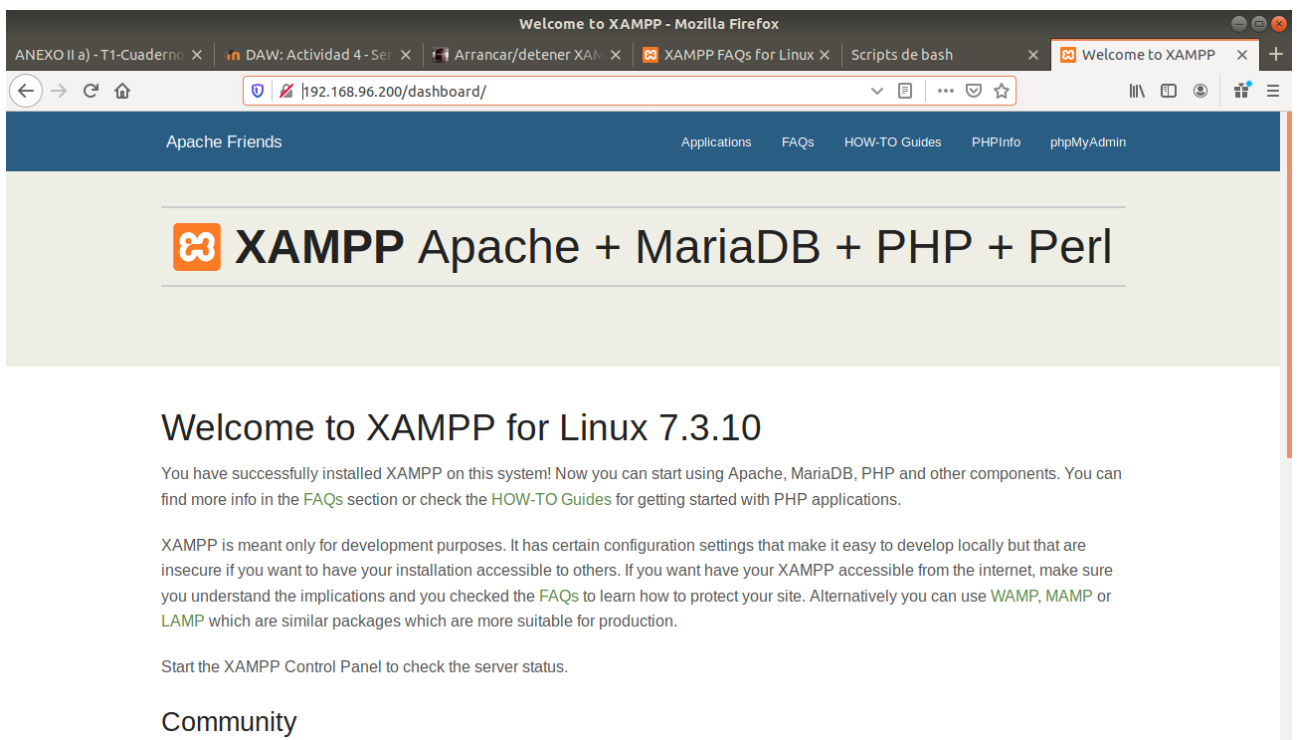 Welcome to XAMPP - Mozilla Firefox
ANEXO II a) - T1-Cuaderno
DAW: Actividad 4 - Ser
Arrancar/detener XAM
XAMPP FAQs for Linux
Scripts de bash
Welcome to XAMPP
192.168.96.200/dashboard/
Apache Friends
Applications
FAQs
HOW-TO Guides
PHPInfo
phpMyAdmin
XAMPP Apache + MariaDB + PHP + Perl
Welcome to XAMPP for Linux 7.3.10
You have successfully installed XAMPP on this system! Now you can start using Apache, MariaDB, PHP and other components. You can
find more info in the FAQs section or check the HOW-TO Guides for getting started with PHP applications.
XAMPP is meant only for development purposes. It has certain configuration settings that make it easy to develop locally but that are
insecure if you want to have your installation accessible to others. If you want have your XAMPP accessible from the internet, make sure
you understand the implications and you checked the FAQs to learn how to protect your site. Alternatively you can use WAMP, MAMP or
LAMP which are similar packages which are more suitable for production.
Start the XAMPP Control Panel to check the server status.
Community